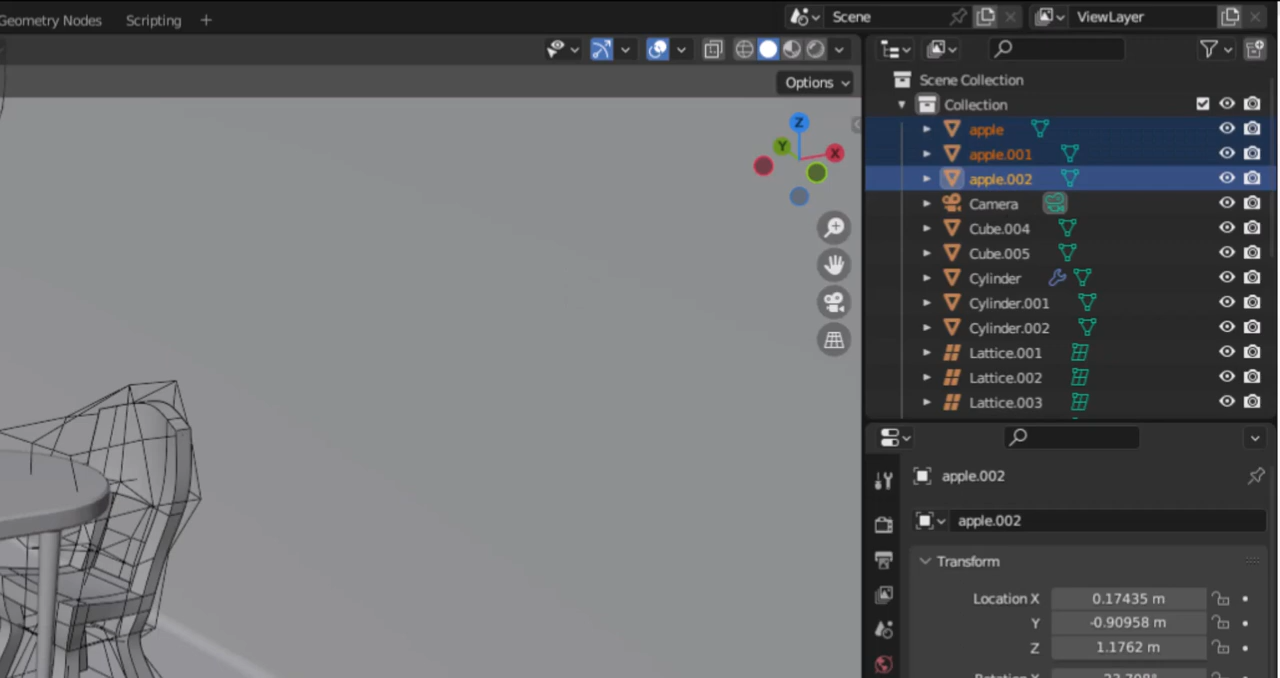 Geometry Nodes Scripting + Scene ViewLayer
Options
Scene Collection
Collection
apple
apple.001
apple.002
Camera
Cube.004
Cube.005
Cylinder
Cylinder.001
Cylinder.002
Lattice.001
Lattice.002
Lattice.003
Z
Y
X
apple.002
apple.002
Transform
Location X 0.17435 m
Y -0.90958 m
Z 1.1762 m